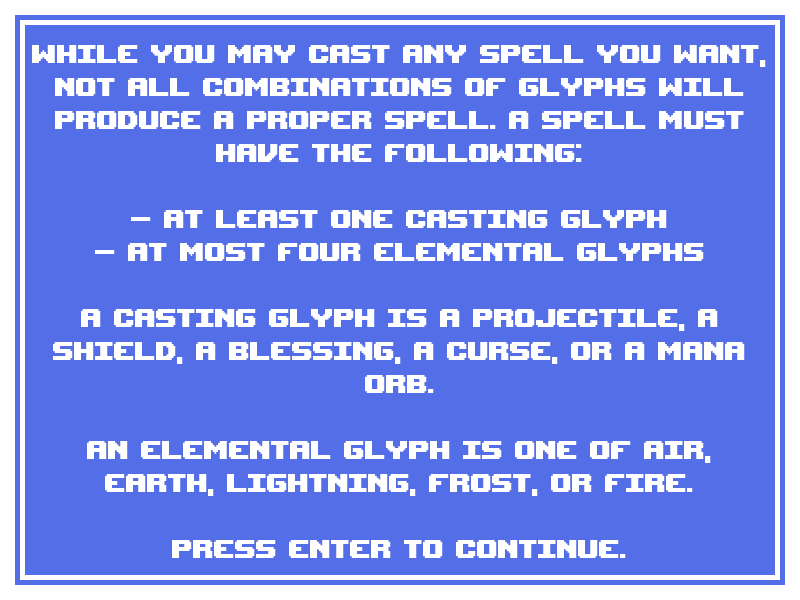 WHILE YOU MAY CAST ANY SPELL YOU WANT,
NOT ALL COMBINATIONS OF GLYPHS WILL
PRODUCE A PROPER SPELL. A SPELL MUST
HAVE THE FOLLOWING:
- AT LEAST ONE CASTING GLYPH
- AT MOST FOUR ELEMENTAL GLYPHS
A CASTING GLYPH IS A PROJECTILE, A
SHIELD, A BLESSING, A CURSE, OR A MANA
ORB.
AN ELEMENTAL GLYPH IS ONE OF AIR,
EARTH, LIGHTNING, FROST, OR FIRE.
PRESS ENTER TO CONTINUE.